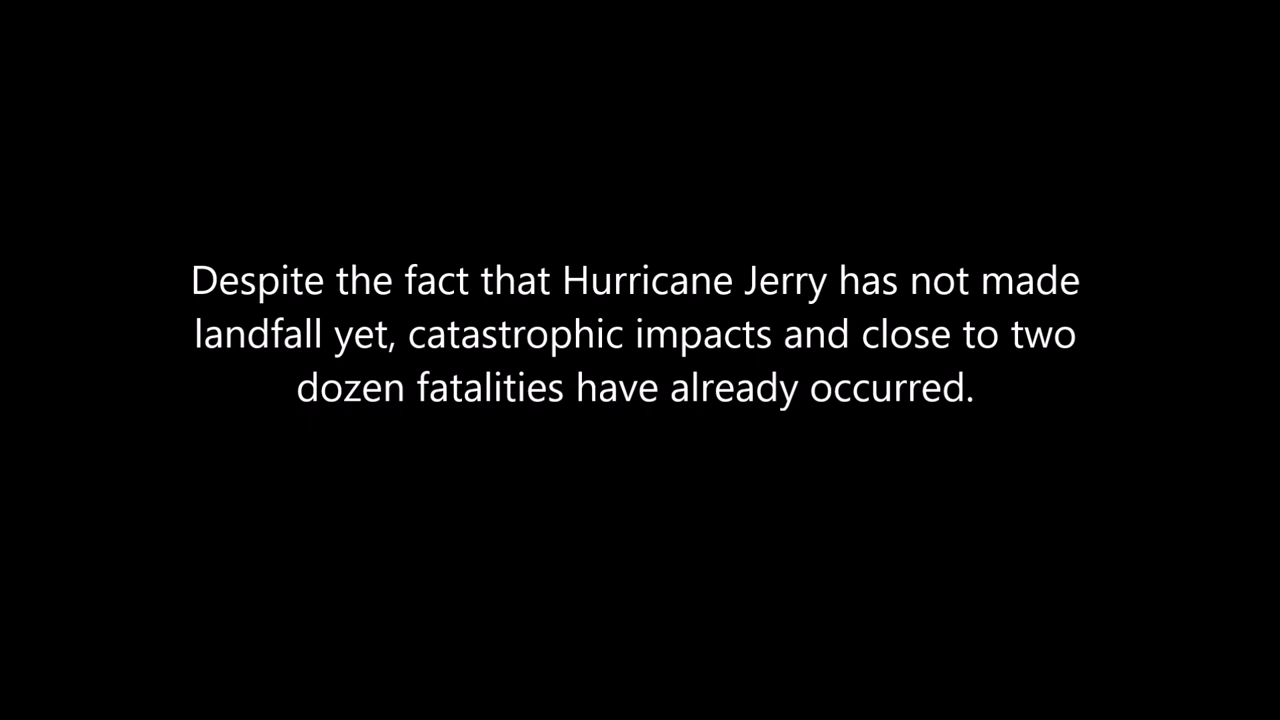 Despite the fact that Hurricane Jerry has not made
landfall yet, catastrophic impacts and close to two
dozen fatalities have already occurred.